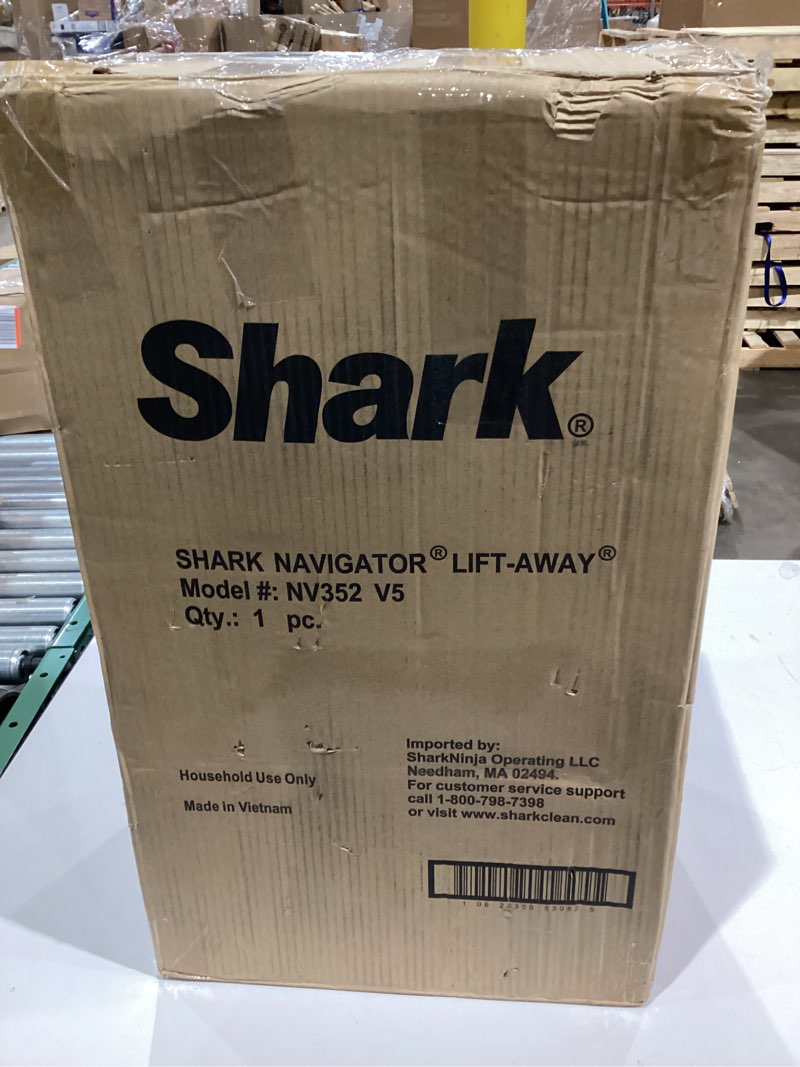 Shark®
SHARK NAVIGATOR® LIFT-AWAY®
Model #: NV352 V5
Qty.: 1 pc.
Household Use Only
Made in Vietnam
Imported by:
SharkNinja Operating LLC
Needham, MA 02494.
For customer service support
call 1-800-798-7398
or visit www.sharkclean.com